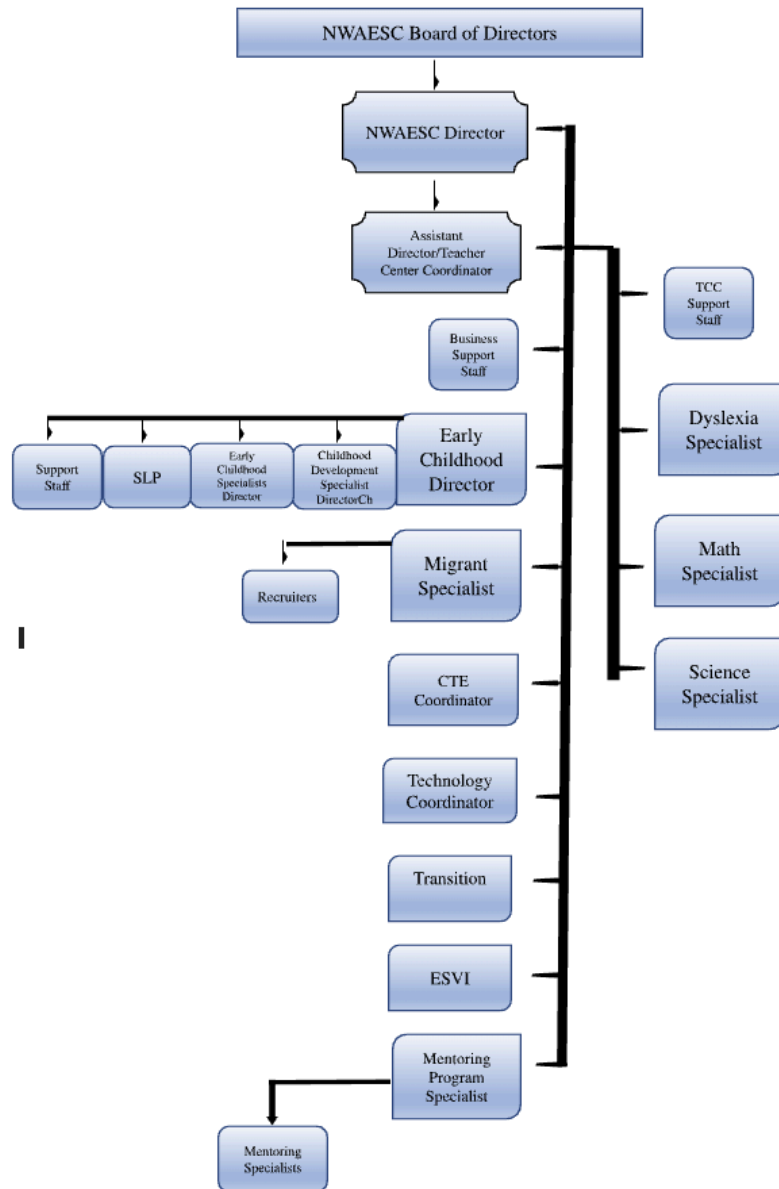 NWAESC Board of Directors
NWAESC Director
Assistant
Director/Teacher
Center Coordinator
TCC
Support
Staff
Business
Support
Staff
Dyslexia
Specialist
Early
Childhood
Director
Support
Staff
SLP
Early
Childhood
Specialists
Director
Childhood
Development
Specialist
DirectorCh
Migrant
Specialist
Math
Specialist
Recruiters
I
CTE
Coordinator
Science
Specialist
Technology
Coordinator
Transition
ESVI
Mentoring
Program
Specialist
Mentoring
Specialists